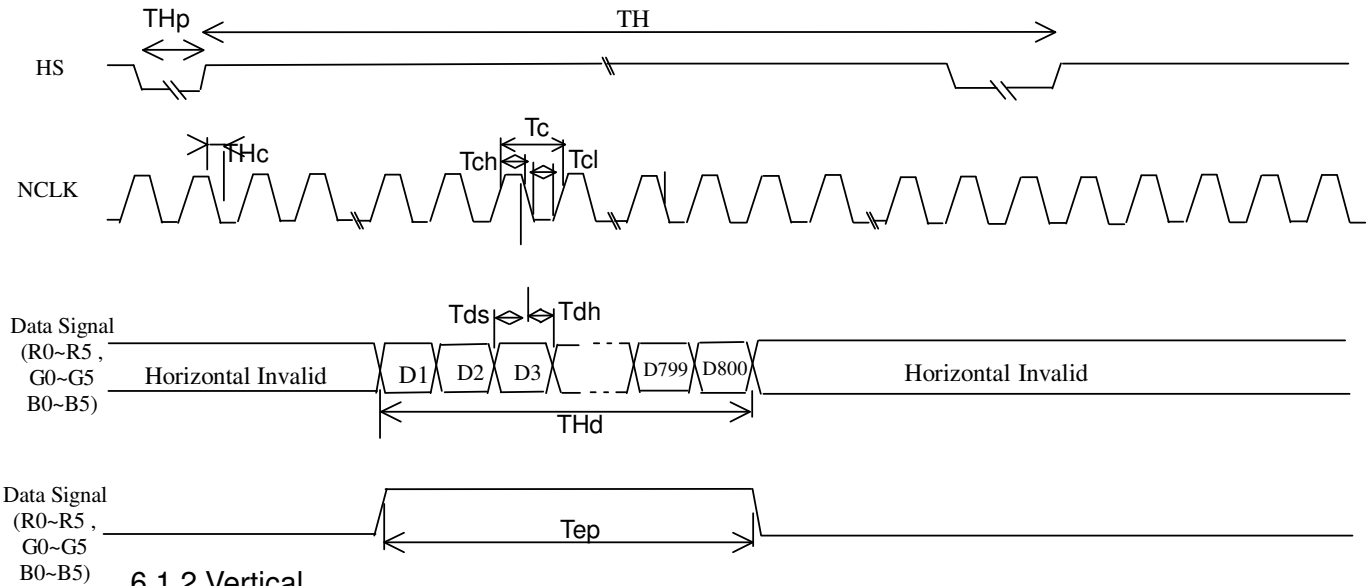 THp
TH
HS
Tc
THc
Tch
Tcl
NCLK
Tds
Tdh
Data Signal
(R0~R5 ,
G0~G5
B0~B5)
Horizontal Invalid
D1
D2
D3
D799
D800
Horizontal Invalid
THd
Data Signal
(R0~R5 ,
G0~G5
B0~B5)
Tep
6.1.2 Vertical